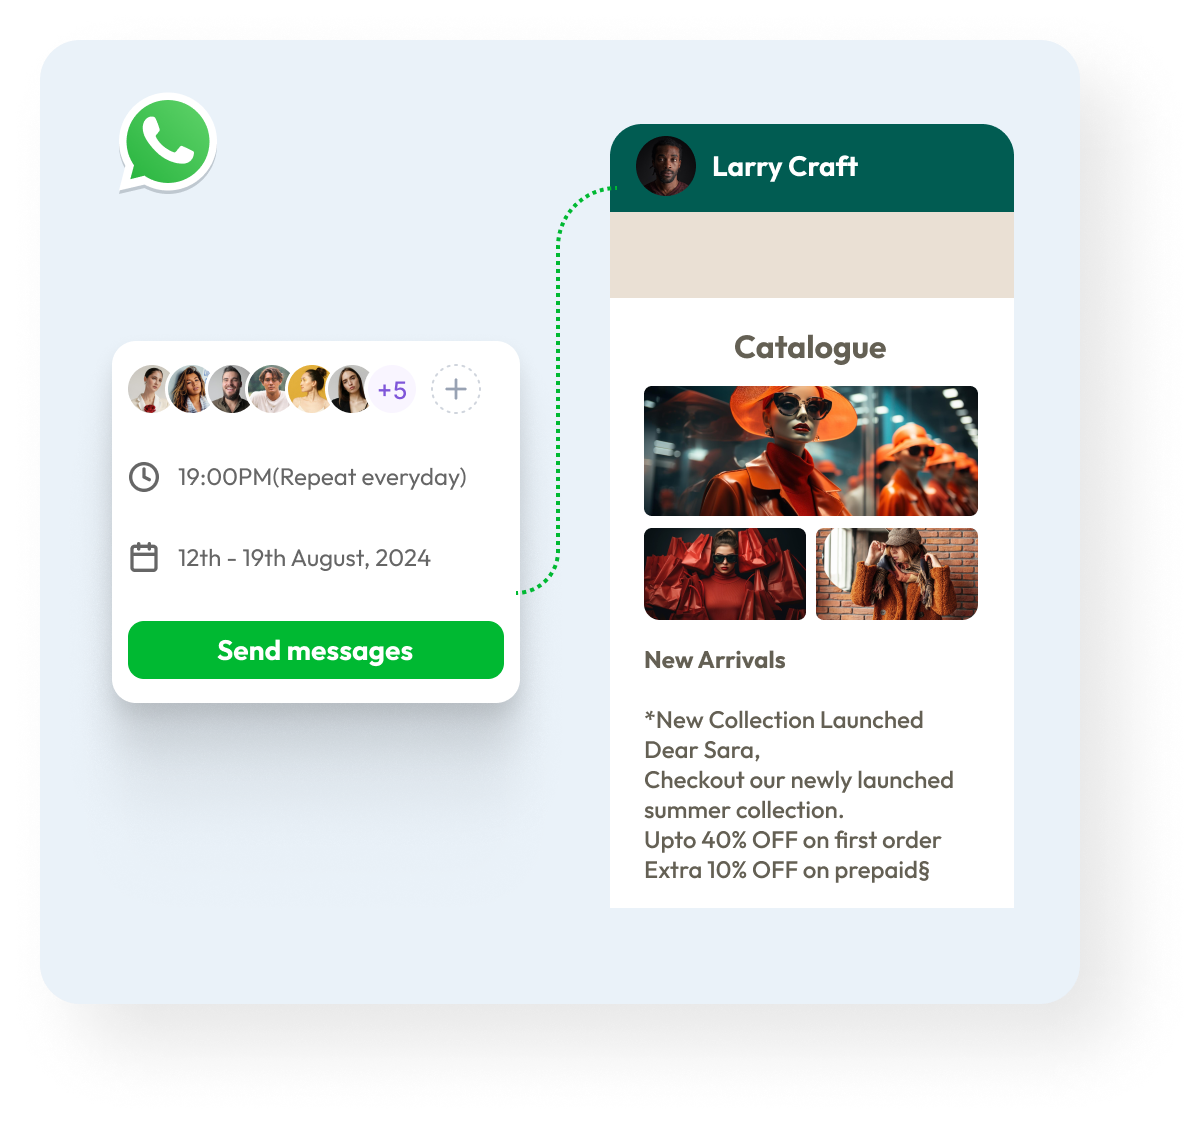 Larry Craft
Catalogue
+5
19:00PM(Repeat everyday)
12th - 19th August, 2024
Send messages
New Arrivals
*New Collection Launched
Dear Sara,
Checkout our newly launched
summer collection.
Upto 40% OFF on first order
Extra 10% OFF on prepaid§